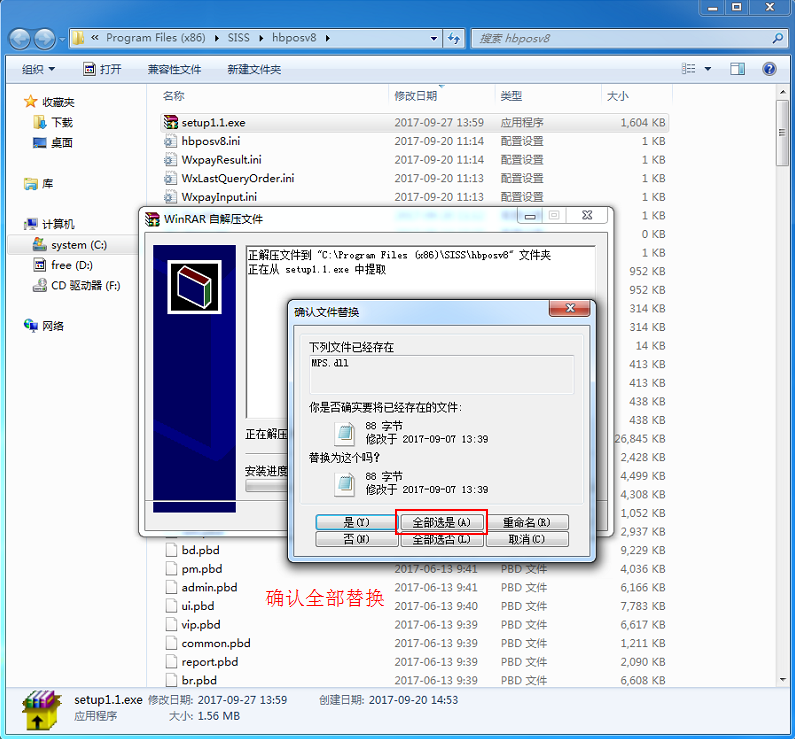 « Program Files (x86) ▸ SISS ▸ hbposv8 ▸
搜索 hbposv8
组织 打开 兼容性文件 新建文件夹
名称 修改日期 类型 大小
收藏夹
下载
桌面
库
计算机
system (C:)
free (D:)
CD 驱动器 (F:)
网络
setup1.1.exe 2017-09-27 13:59 应用程序 1,604 KB
hbposv8.ini 2017-09-20 11:14 配置设置 1 KB
WxpayResult.ini 2017-09-20 11:14 配置设置 1 KB
WxLastQueryOrder.ini 2017-09-20 11:13 配置设置 1 KB
WxpayInput.ini 2017-09-20 11:13 配置设置 1 KB
1 KB
0 KB
1 KB
952 KB
952 KB
314 KB
314 KB
14 KB
413 KB
413 KB
438 KB
438 KB
26,845 KB
2,428 KB
4,499 KB
4,308 KB
1,052 KB
2,937 KB
WinRAR 自解压文件
正解压文件到 "C:\Program Files (x86)\SISS\hbposv8" 文件夹
正在从 setup1.1.exe 中提取
正在解压
安装进度
确认文件替换
下列文件已经存在
MPS.dll
你是否确实要将已经存在的文件:
88 字节
修改于 2017-09-07 13:39
替换为这个吗?
88 字节
修改于 2017-09-07 13:39
是(Y) 全部选是(A) 重命名(R)
否(N) 全部选否(L) 取消(C)
bd.pbd 9,229 KB
pm.pbd 2017-06-13 9:41 PBD 文件 4,036 KB
admin.pbd 2017-06-13 9:41 PBD 文件 6,166 KB
ui.pbd 2017-06-13 9:40 PBD 文件 7,783 KB
vip.pbd 2017-06-13 9:39 PBD 文件 6,617 KB
common.pbd 2017-06-13 9:39 PBD 文件 1,211 KB
report.pbd 2017-06-13 9:39 PBD 文件 2,090 KB
br.pbd 2017-06-13 9:39 PBD 文件 6,608 KB
确认全部替换
setup1.1.exe 修改日期: 2017-09-27 13:59 创建日期: 2017-09-20 14:53
应用程序 大小: 1.56 MB